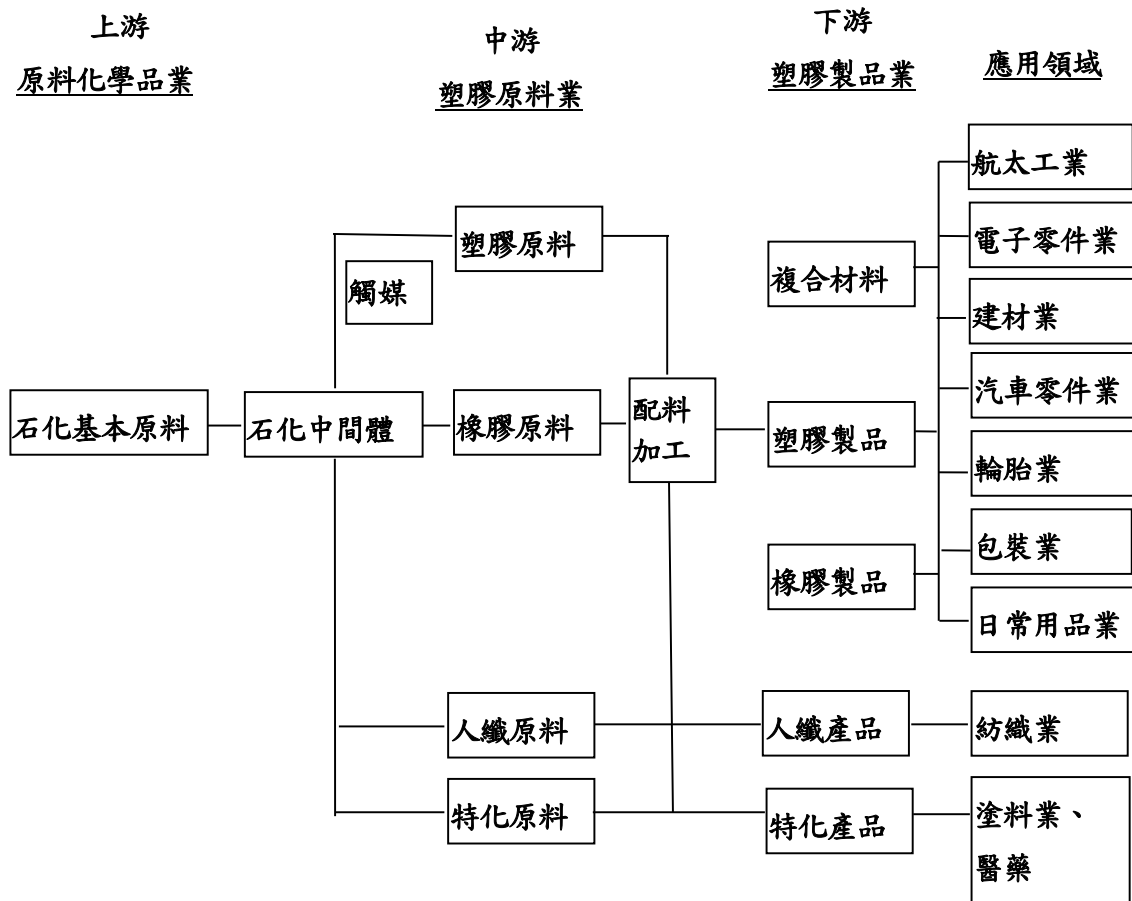 上游
原料化學品業
中游
塑膠原料業
下游
塑膠製品業
應用領域
航太工業
塑膠原料
電子零件業
複合材料
觸媒
建材業
汽車零件業
石化基本原料
石化中間體
橡膠原料
配料
加工
塑膠製品
輪胎業
包裝業
橡膠製品
日常用品業
人纖原料
人纖產品
紡織業
特化原料
特化產品
塗料業、
醫藥